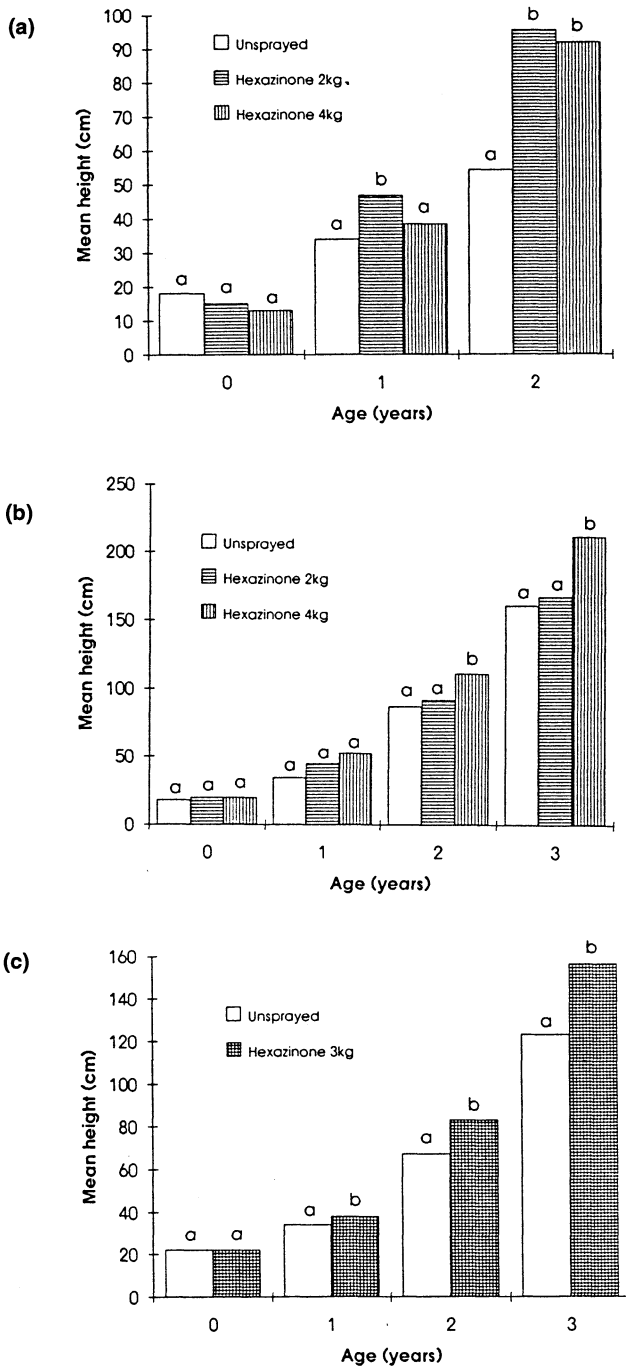 (a)
100
90
80
70
60
50
40
30
20
10
0
Mean height (cm)
Unsprayed
Hexazinone 2kg
Hexazinone 4kg
a a a
a b a
a b b
0 1 2
Age (years)
(b)
250
200
150
100
50
0
Mean height (cm)
Unsprayed
Hexazinone 2kg
Hexazinone 4kg
a a a
a a a
a a b
a a b
0 1 2 3
Age (years)
(c)
160
140
120
100
80
60
40
20
0
Mean height (cm)
Unsprayed
Hexazinone 3kg
a a
a b
a b
a b
0 1 2 3
Age (years)